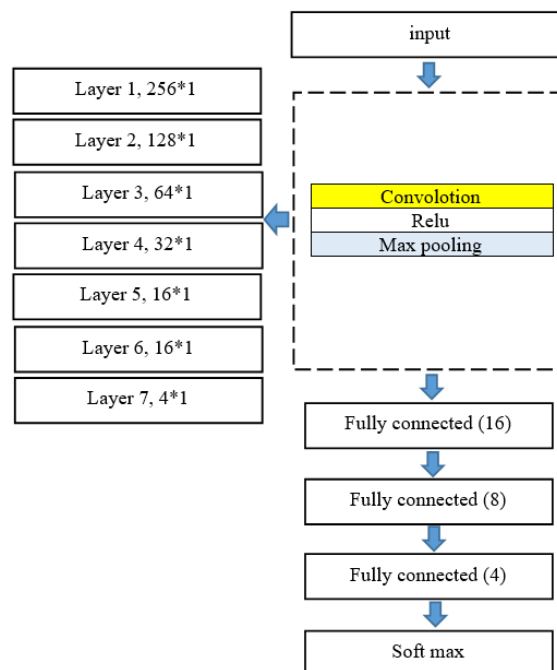 input
Layer 1, 256*1
Layer 2, 128*1
Layer 3, 64*1
Layer 4, 32*1
Layer 5, 16*1
Layer 6, 16*1
Layer 7, 4*1
Convolotion
Relu
Max pooling
Fully connected (16)
Fully connected (8)
Fully connected (4)
Soft max